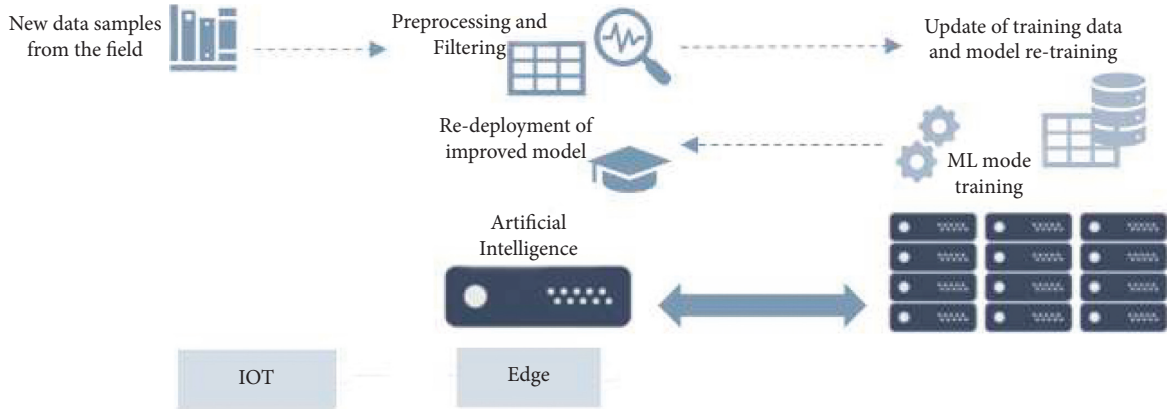 New data samples
from the field
Preprocessing and
Filtering
Update of training data
and model re-training
Re-deployment of
improved model
ML mode
training
Artificial
Intelligence
IOT
Edge